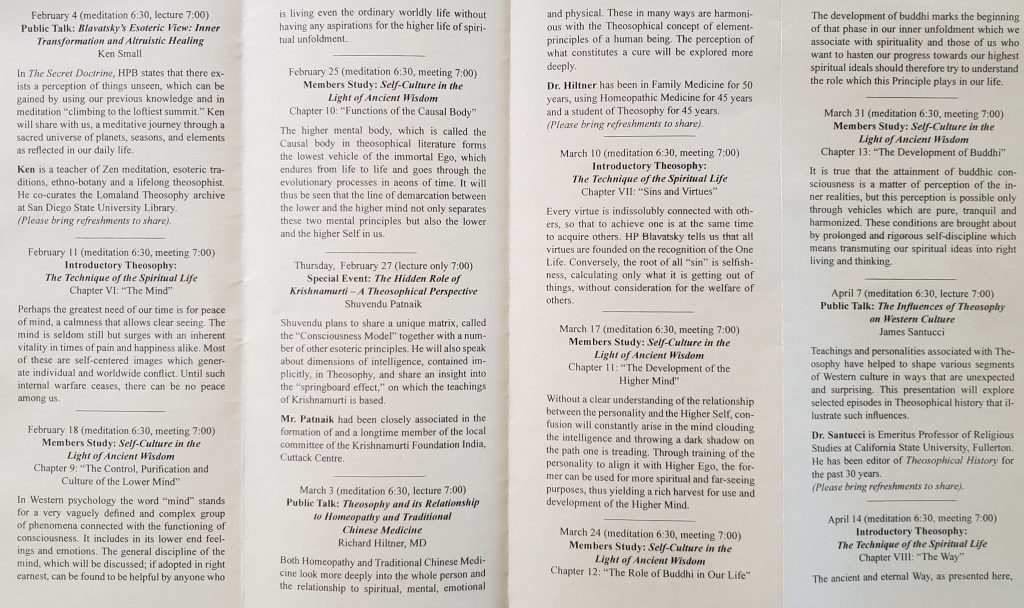 February 4 (meditation 6:30, lecture 7:00)
Public Talk: Blavatsky's Esoteric View: Inner
Transformation and Altruistic Healing
Ken Small
In The Secret Doctrine, HPB states that there ex-
ists a perception of things unseen, which can be
gained by using our previous knowledge and in
meditation "climbing to the loftiest summit." Ken
will share with us, a meditative journey through a
sacred universe of planets, seasons, and elements
as reflected in our daily life.
Ken is a teacher of Zen meditation, esoteric tra-
ditions, ethno-botany and a lifelong theosophist.
He co-curates the Lomaland Theosophy archive
at San Diego State University Library.
(Please bring refreshments to share).
February 11 (meditation 6:30, meeting 7:00)
Introductory Theosophy:
The Technique of the Spiritual Life
Chapter VI: "The Mind"
Perhaps the greatest need of our time is for peace
of mind, a calmness that allows clear seeing. The
mind is seldom still but surges with an inherent
vitality in times of pain and happiness alike. Most
of these are self-centered images which gener-
ate individual and worldwide conflict. Until such
internal warfare ceases, there can be no peace
among us.
February 18 (meditation 6:30, meeting 7:00)
Members Study: Self-Culture in the
Light of Ancient Wisdom
Chapter 9: "The Control, Purification and
Culture of the Lower Mind"
In Western psychology the word "mind" stands
for a very vaguely defined and complex group
of phenomena connected with the functioning of
consciousness. It includes in its lower end feel-
ings and emotions. The general discipline of the
mind, which will be discussed; if adopted in right
earnest, can be found to be helpful by anyone who
is living even the ordinary worldly life without
having any aspirations for the higher life of spiri-
tual unfoldment.
February 25 (meditation 6:30, meeting 7:00)
Members Study: Self-Culture in the
Light of Ancient Wisdom
Chapter 10: "Functions of the Causal Body"
The higher mental body, which is called the
Causal body in theosophical literature forms
the lowest vehicle of the immortal Ego, which
endures from life to life and goes through the
evolutionary processes in aeons of time. It will
thus be seen that the line of demarcation between
the lower and the higher mind not only separates
these two mental principles but also the lower
and the higher Self in us.
Thursday, February 27 (lecture only 7:00)
Special Event: The Hidden Role of
Krishnamurti – A Theosophical Perspective
Shuvendu Patnaik
Shuvendu plans to share a unique matrix, called
the "Consciousness Model" together with a num-
ber of other esoteric principles. He will also speak
about dimensions of intelligence, contained im-
plicitly, in Theosophy, and share an insight into
the "springboard effect," on which the teachings
of Krishnamurti is based.
Mr. Patnaik had been closely associated in the
formation of and a longtime member of the local
committee of the Krishnamurti Foundation India,
Cuttack Centre.
March 3 (meditation 6:30, lecture 7:00)
Public Talk: Theosophy and its Relationship
to Homeopathy and Traditional
Chinese Medicine
Richard Hiltner, MD
Both Homeopathy and Traditional Chinese Medi-
cine look more deeply into the whole person and
the relationship to spiritual, mental, emotional
and physical. These in many ways are harmoni-
ous with the Theosophical concept of element-
principles of a human being. The perception of
what constitutes a cure will be explored more
deeply.
Dr. Hiltner has been in Family Medicine for 50
years, using Homeopathic Medicine for 45 years
and a student of Theosophy for 45 years.
(Please bring refreshments to share).
March 10 (meditation 6:30, meeting 7:00)
Introductory Theosophy:
The Technique of the Spiritual Life
Chapter VII: "Sins and Virtues"
Every virtue is indissolubly connected with oth-
ers, so that to achieve one is at the same time
to acquire others. HP Blavatsky tells us that all
virtues are founded on the recognition of the One
Life. Conversely, the root of all "sin" is selfish-
ness, calculating only what it is getting out of
things, without consideration for the welfare of
others.
March 17 (meditation 6:30, meeting 7:00)
Members Study: Self-Culture in the
Light of Ancient Wisdom
Chapter 11: "The Development of the
Higher Mind"
Without a clear understanding of the relationship
between the personality and the Higher Self, con-
fusion will constantly arise in the mind clouding
the intelligence and throwing a dark shadow on
the path one is treading. Through training of the
personality to align it with Higher Ego, the for-
mer can be used for more spiritual and far-seeing
purposes, thus yielding a rich harvest for use and
development of the Higher Mind.
March 24 (meditation 6:30, meeting 7:00)
Members Study: Self-Culture in the
Light of Ancient Wisdom
Chapter 12: "The Role of Buddhi in Our Life"
The development of buddhi marks the beginning
of that phase in our inner unfoldment which we
associate with spirituality and those of us who
want to hasten our progress towards our highest
spiritual ideals should therefore try to understand
the role which this Principle plays in our life.
March 31 (meditation 6:30, meeting 7:00)
Members Study: Self-Culture in the
Light of Ancient Wisdom
Chapter 13: "The Development of Buddhi"
It is true that the attainment of buddhic con-
sciousness is a matter of perception of the in-
ner realities, but this perception is possible only
through vehicles which are pure, tranquil and
harmonized. These conditions are brought about
by prolonged and rigorous self-discipline which
means transmuting our spiritual ideas into right
living and thinking.
April 7 (meditation 6:30, lecture 7:00)
Public Talk: The Influences of Theosophy
on Western Culture
James Santucci
Teachings and personalities associated with The-
osophy have helped to shape various segments
of Western culture in ways that are unexpected
and surprising. This presentation will explore
selected episodes in Theosophical history that il-
lustrate such influences.
Dr. Santucci is Emeritus Professor of Religious
Studies at California State University, Fullerton.
He has been editor of Theosophical History for
the past 30 years.
(Please bring refreshments to share).
April 14 (meditation 6:30, meeting 7:00)
Introductory Theosophy:
The Technique of the Spiritual Life
Chapter VIII: "The Way"
The ancient and eternal Way, as presented here,